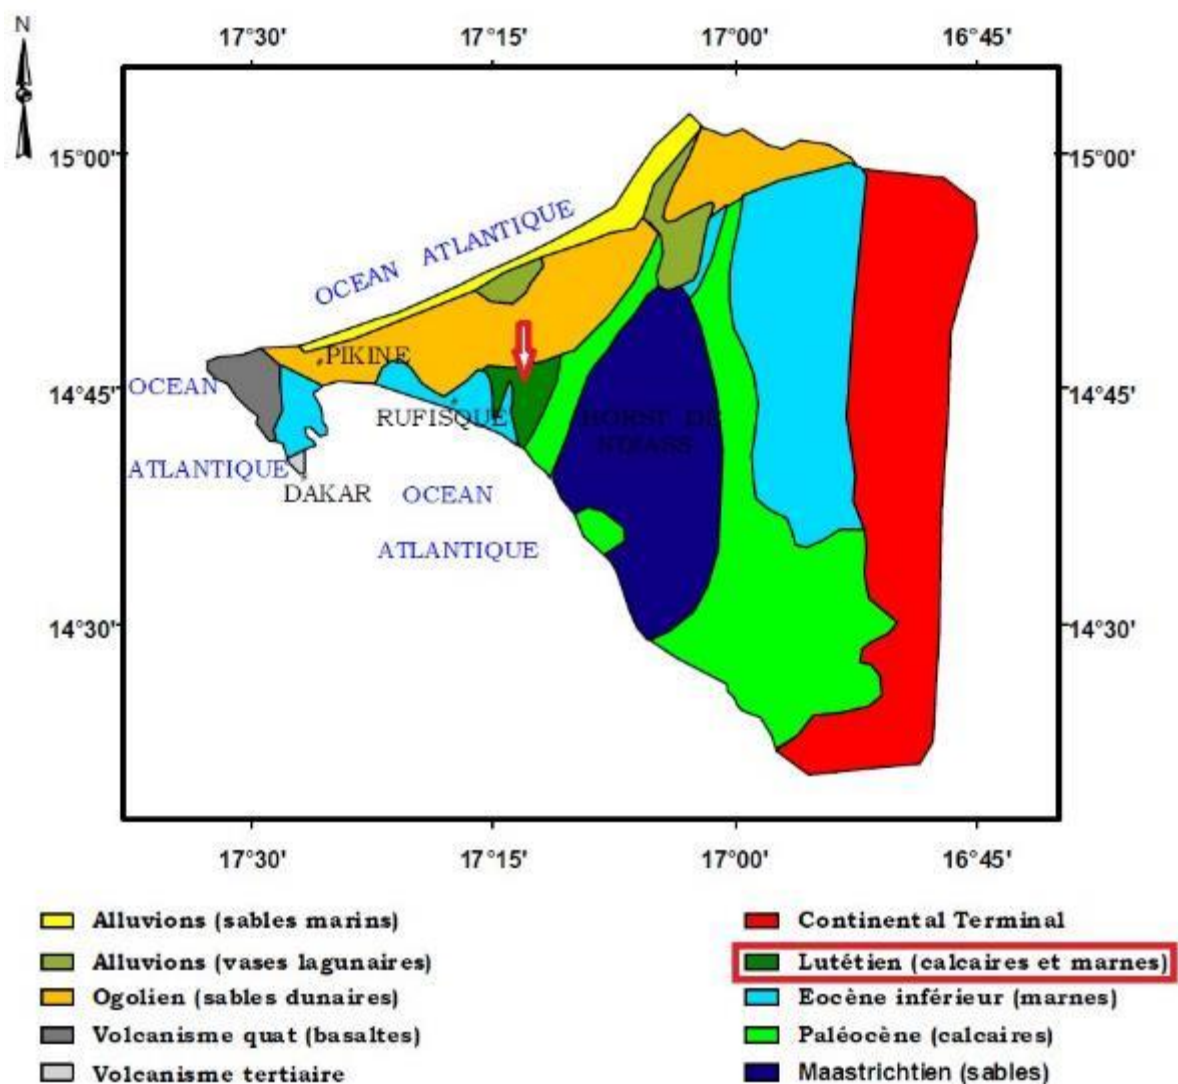 N
17°30' 17°15' 17°00' 16°45'
15°00' 15°00'
OCEAN ATLANTIQUE
PIKINE
OCEAN
14°45' 14°45'
RUFISQUE
HORST DE
NDIASS
ATLANTIQUE
DAKAR
OCEAN
ATLANTIQUE
14°30' 14°30'
17°30' 17°15' 17°00' 16°45'
Alluvions (sables marins)
Alluvions (vases lagunaires)
Ogolien (sables dunaires)
Volcanisme quat (basaltes)
Volcanisme tertiaire
Continental Terminal
Lutétien (calcaires et marnes)
Eocène inférieur (marnes)
Paléocène (calcaires)
Maastrichtien (sables)